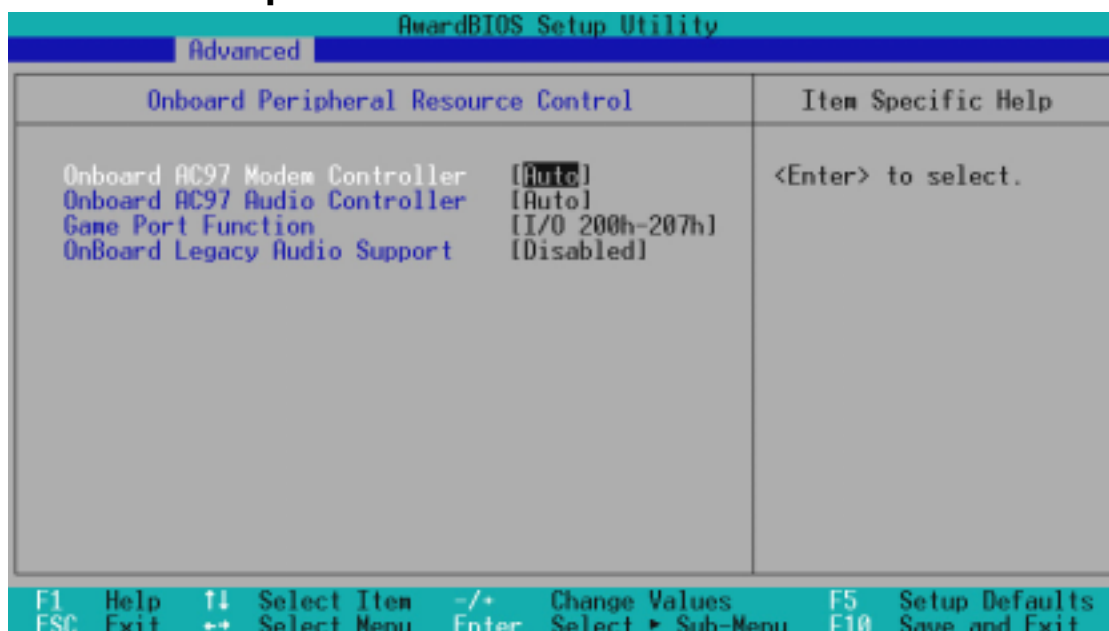 AwardBIOS Setup Utility
Advanced
Onboard Peripheral Resource Control
Item Specific Help
Onboard AC97 Modem Controller [Auto]
Onboard AC97 Audio Controller [Auto]
Game Port Function [I/O 200h-207h]
OnBoard Legacy Audio Support [Disabled]
<Enter> to select.
F1 Help ↑↓ Select Item -/+ Change Values F5 Setup Defaults
ESC Exit ←→ Select Menu Enter Select ► Sub-Menu F10 Save and Exit